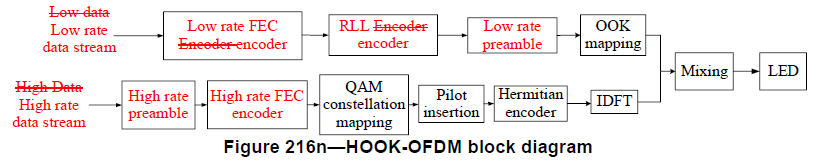 Low data
Low rate
data stream
Low rate FEC
Encoder encoder
RLL Encoder
encoder
Low rate
preamble
OOK
mapping
Mixing
LED
High Data
High rate
data stream
High rate
preamble
High rate FEC
encoder
QAM
constellation
mapping
Pilot
insertion
Hermitian
encoder
IDFT
Figure 216n—HOOK-OFDM block diagram